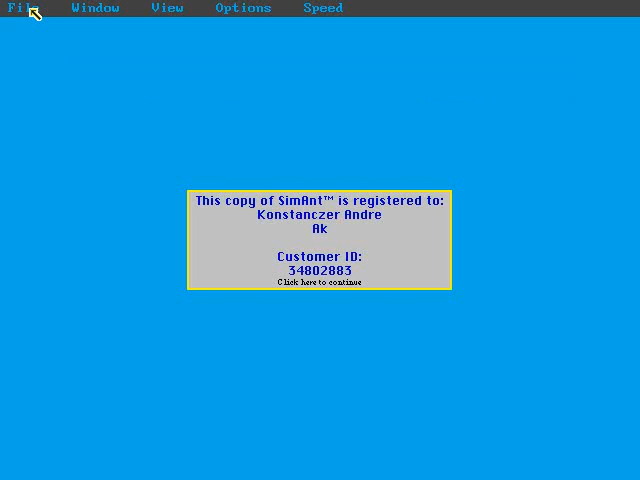 File Window View Options Speed
This copy of SimAnt™ is registered to:
Konstanczer Andre
Ak
Customer ID:
34802883
Click here to continue